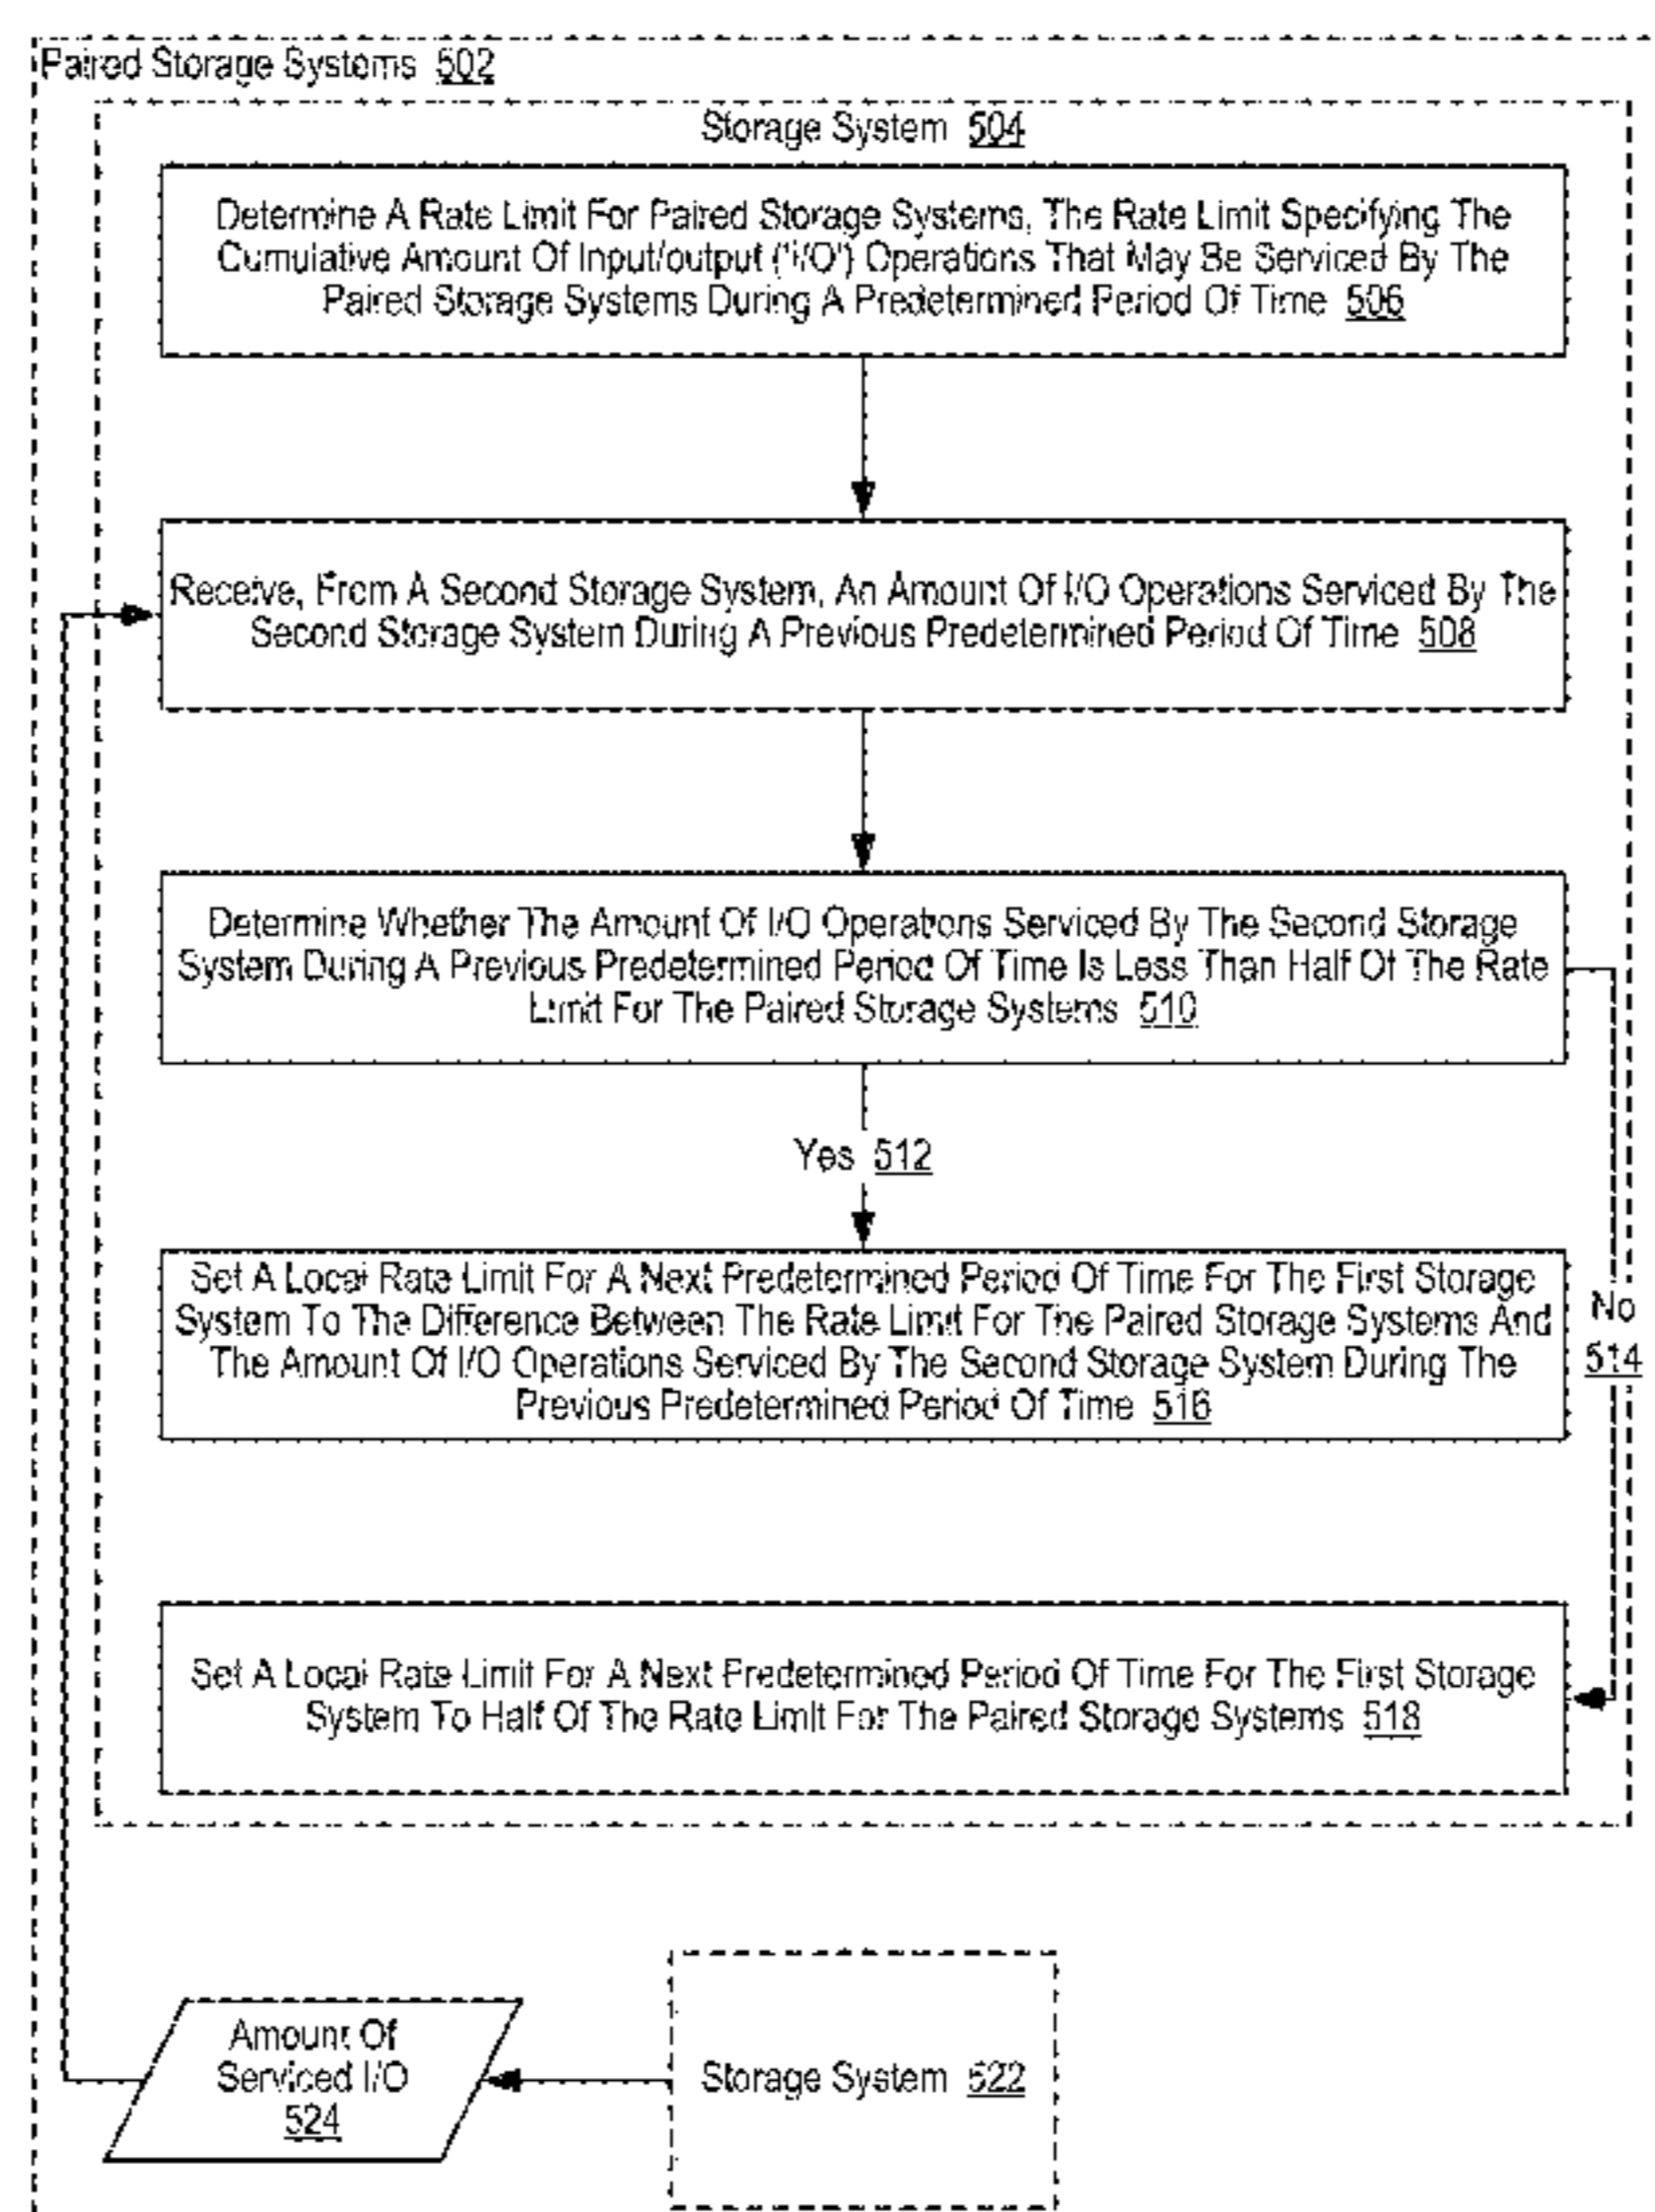 Paired Storage Systems 502
Storage System 504
Determine A Rate Limit For Paired Storage Systems, The Rate Limit Specifying The
Cumulative Amount Of Input/output ('I/O') Operations That May Be Serviced By The
Paired Storage Systems During A Predetermined Period Of Time 506
Receive, From A Second Storage System, An Amount Of I/O Operations Serviced By The
Second Storage System During A Previous Predetermined Period Of Time 508
Determine Whether The Amount Of I/O Operations Serviced By The Second Storage
System During A Previous Predetermined Period Of Time Is Less Than Half Of The Rate
Limit For The Paired Storage Systems 510
Yes 512
Set A Local Rate Limit For A Next Predetermined Period Of Time For The First Storage
System To The Difference Between The Rate Limit For The Paired Storage Systems And
The Amount Of I/O Operations Serviced By The Second Storage System During The
Previous Predetermined Period Of Time 516
No
514
Set A Local Rate Limit For A Next Predetermined Period Of Time For The First Storage
System To Half Of The Rate Limit For The Paired Storage Systems 518
Amount Of
Serviced I/O
524
Storage System 522